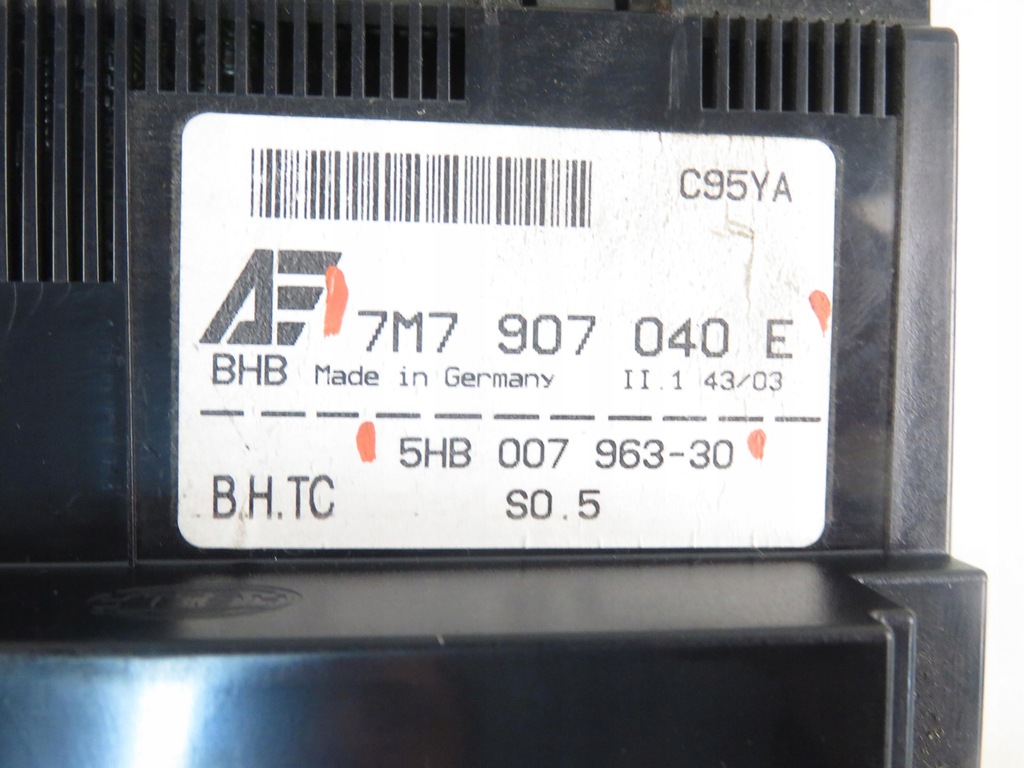 C95YA
AE
7M7 907 040 E
BHB Made in Germany II.1 43/03
5HB 007 963-30
B.H.TC S0.5